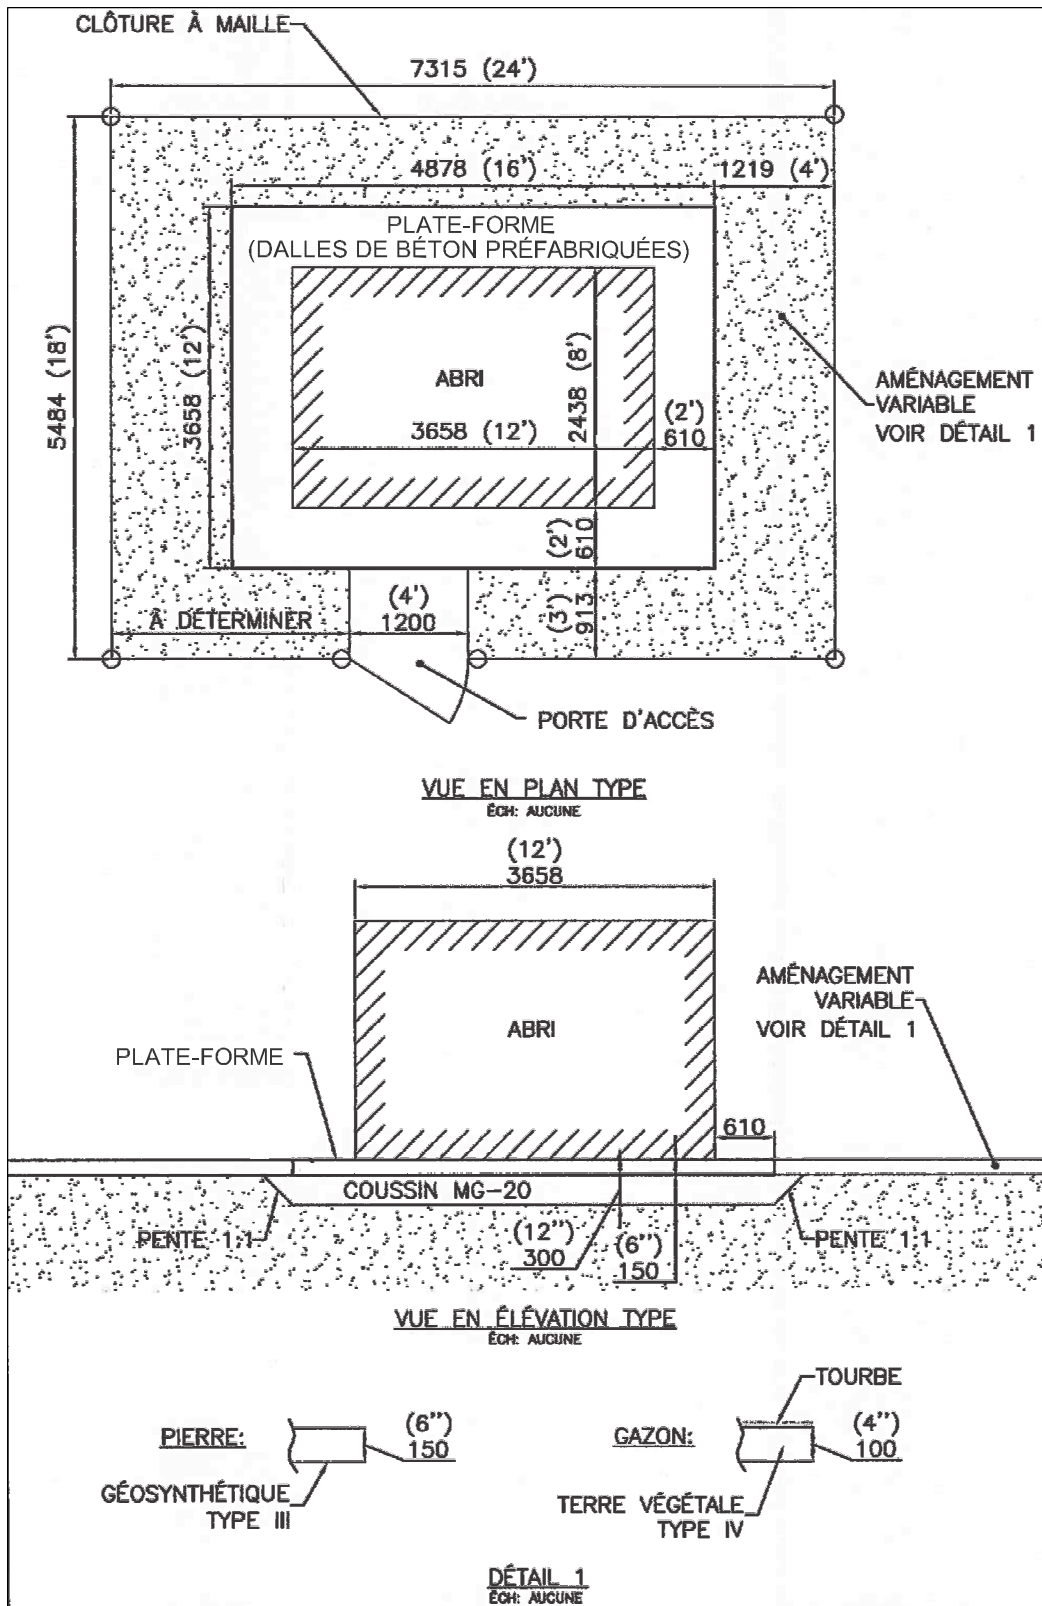 CLÔTURE À MAILLE
7315 (24')
4878 (16')
1219 (4')
PLATE-FORME
(DALLES DE BÉTON PRÉFABRIQUÉES)
5484 (18')
3658 (12')
ABRI
2438 (8')
3658 (12')
(2')
610
AMÉNAGEMENT
VARIABLE
VOIR DÉTAIL 1
(2')
610
À DÉTERMINER
(4')
1200
(3')
913
PORTE D'ACCÈS
VUE EN PLAN TYPE
ÉCH: AUCUNE
(12')
3658
ABRI
AMÉNAGEMENT
VARIABLE
VOIR DÉTAIL 1
PLATE-FORME
610
COUSSIN MG-20
PENTE 1:1
(12")
300
(6")
150
PENTE 1:1
VUE EN ÉLÉVATION TYPE
ÉCH: AUCUNE
PIERRE:
(6")
150
GÉOSYNTHÉTIQUE
TYPE III
TOURBE
GAZON:
(4")
100
TERRE VÉGÉTALE
TYPE IV
DÉTAIL 1
ÉCH: AUCUNE